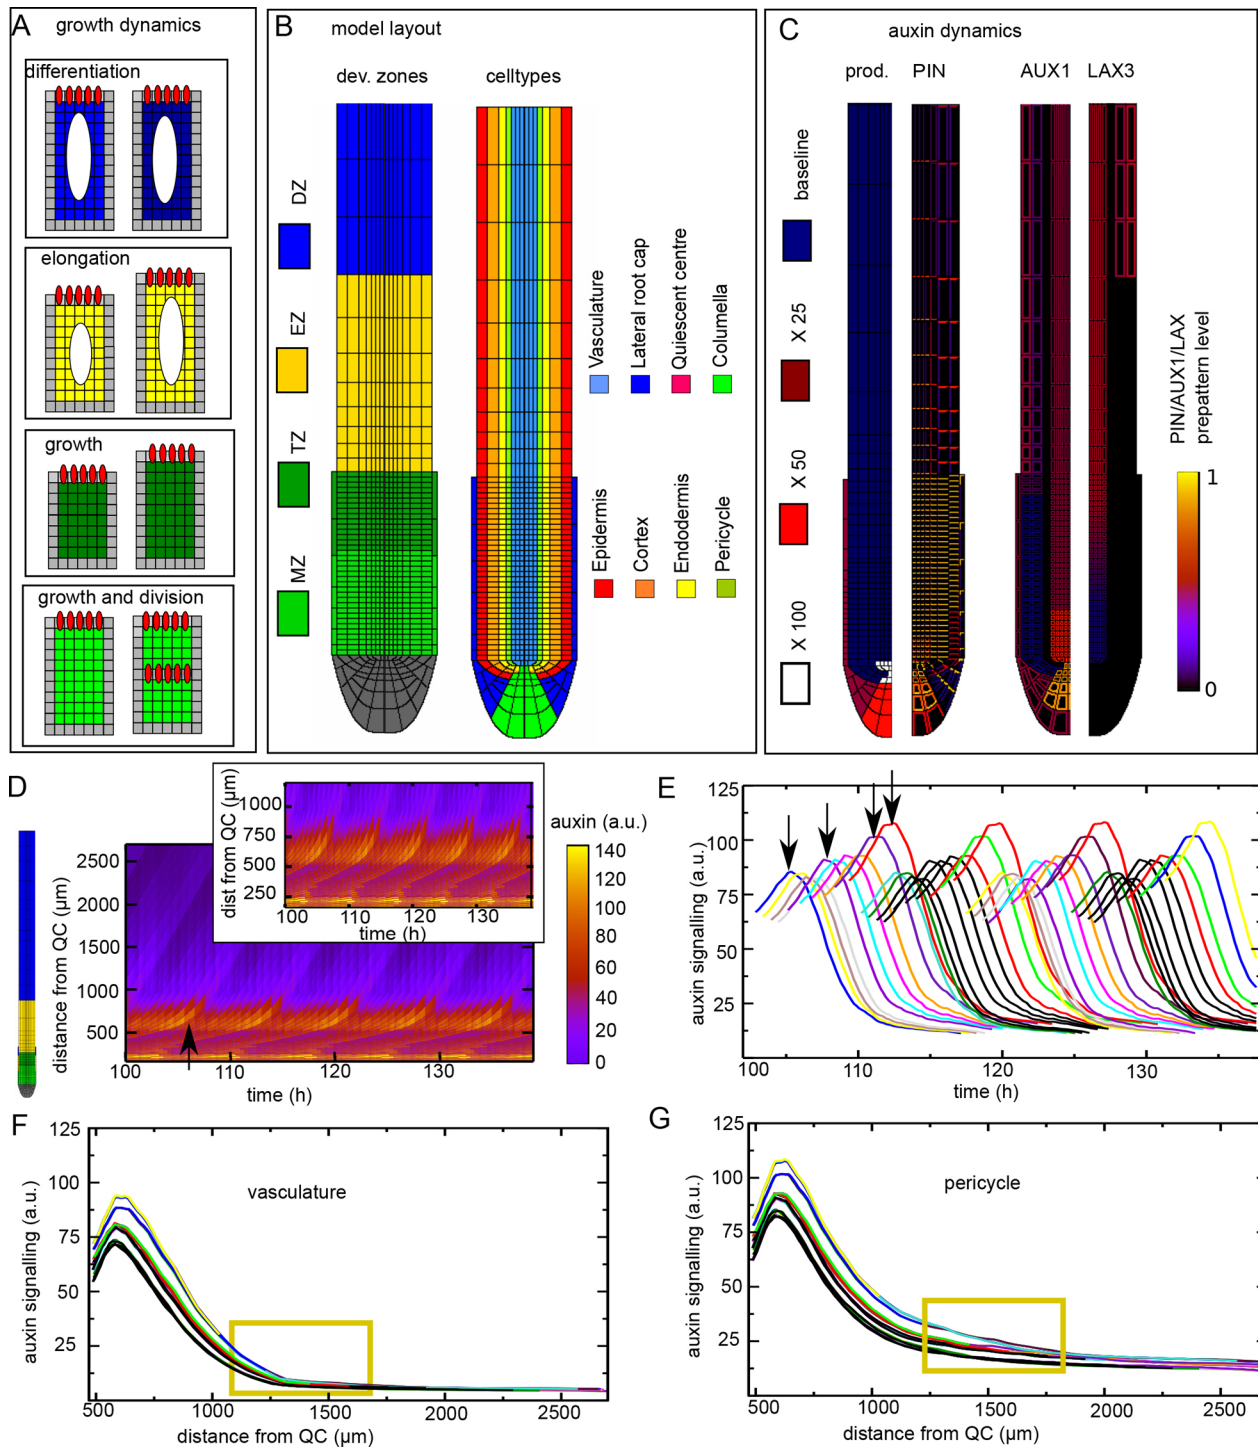 A
growth dynamics
differentiation
elongation
growth
growth and division
B
model layout
dev. zones
celltypes
DZ
EZ
TZ
MZ
Vasculature
Lateral root cap
Quiescent centre
Columella
Epidermis
Cortex
Endodermis
Pericycle
C
auxin dynamics
prod.
PIN
AUX1
LAX3
baseline
X 25
X 50
X 100
PIN/AUX1/LAX
prepattern level
1
0
D
distance from QC (µm)
2500
2000
1500
1000
500
100
110
120
130
time (h)
dist from QC (µm)
1000
750
500
250
100
110
120
130
time (h)
auxin (a.u.)
140
120
100
80
60
40
20
0
E
auxin signalling (a.u.)
125
100
75
50
25
100
110
120
130
time (h)
F
auxin signalling (a.u.)
125
100
75
50
25
vasculature
500
1000
1500
2000
2500
distance from QC (µm)
G
auxin signalling (a.u.)
125
100
75
50
25
pericycle
500
1000
1500
2000
2500
distance from QC (µm)